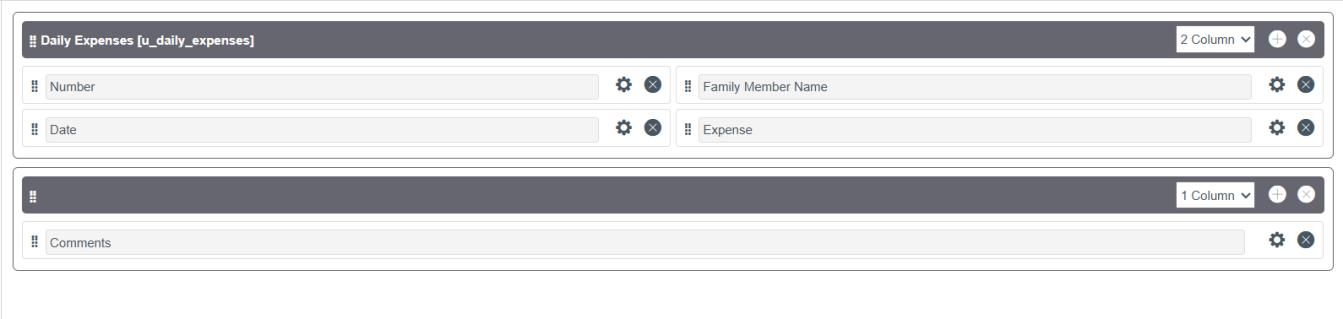 Daily Expenses [u_daily_expenses]
2 Column
Number
Family Member Name
Date
Expense
1 Column
Comments